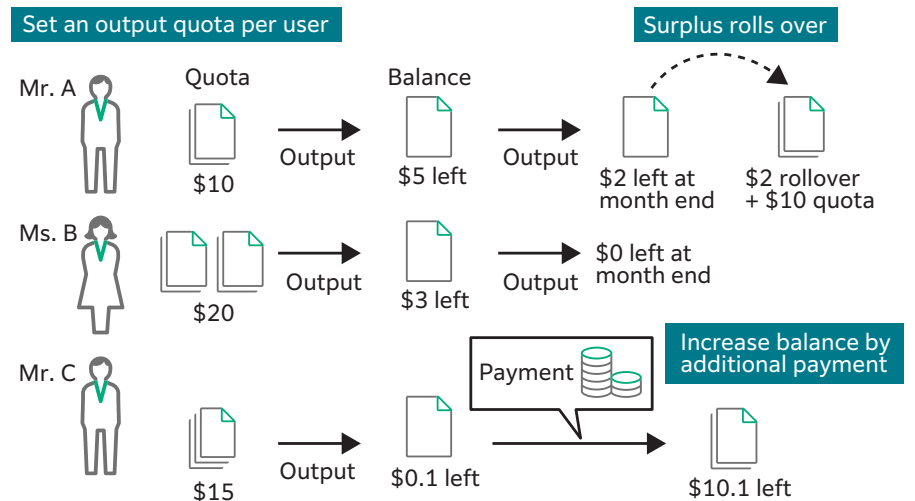 Set an output quota per user
Surplus rolls over
Mr. A
Quota
Balance
Output
Output
$10
$5 left
$2 left at
month end
$2 rollover
+ $10 quota
Ms. B
Output
Output
$0 left at
month end
$20
$3 left
Increase balance by
additional payment
Payment
Mr. C
Output
$15
$0.1 left
$10.1 left